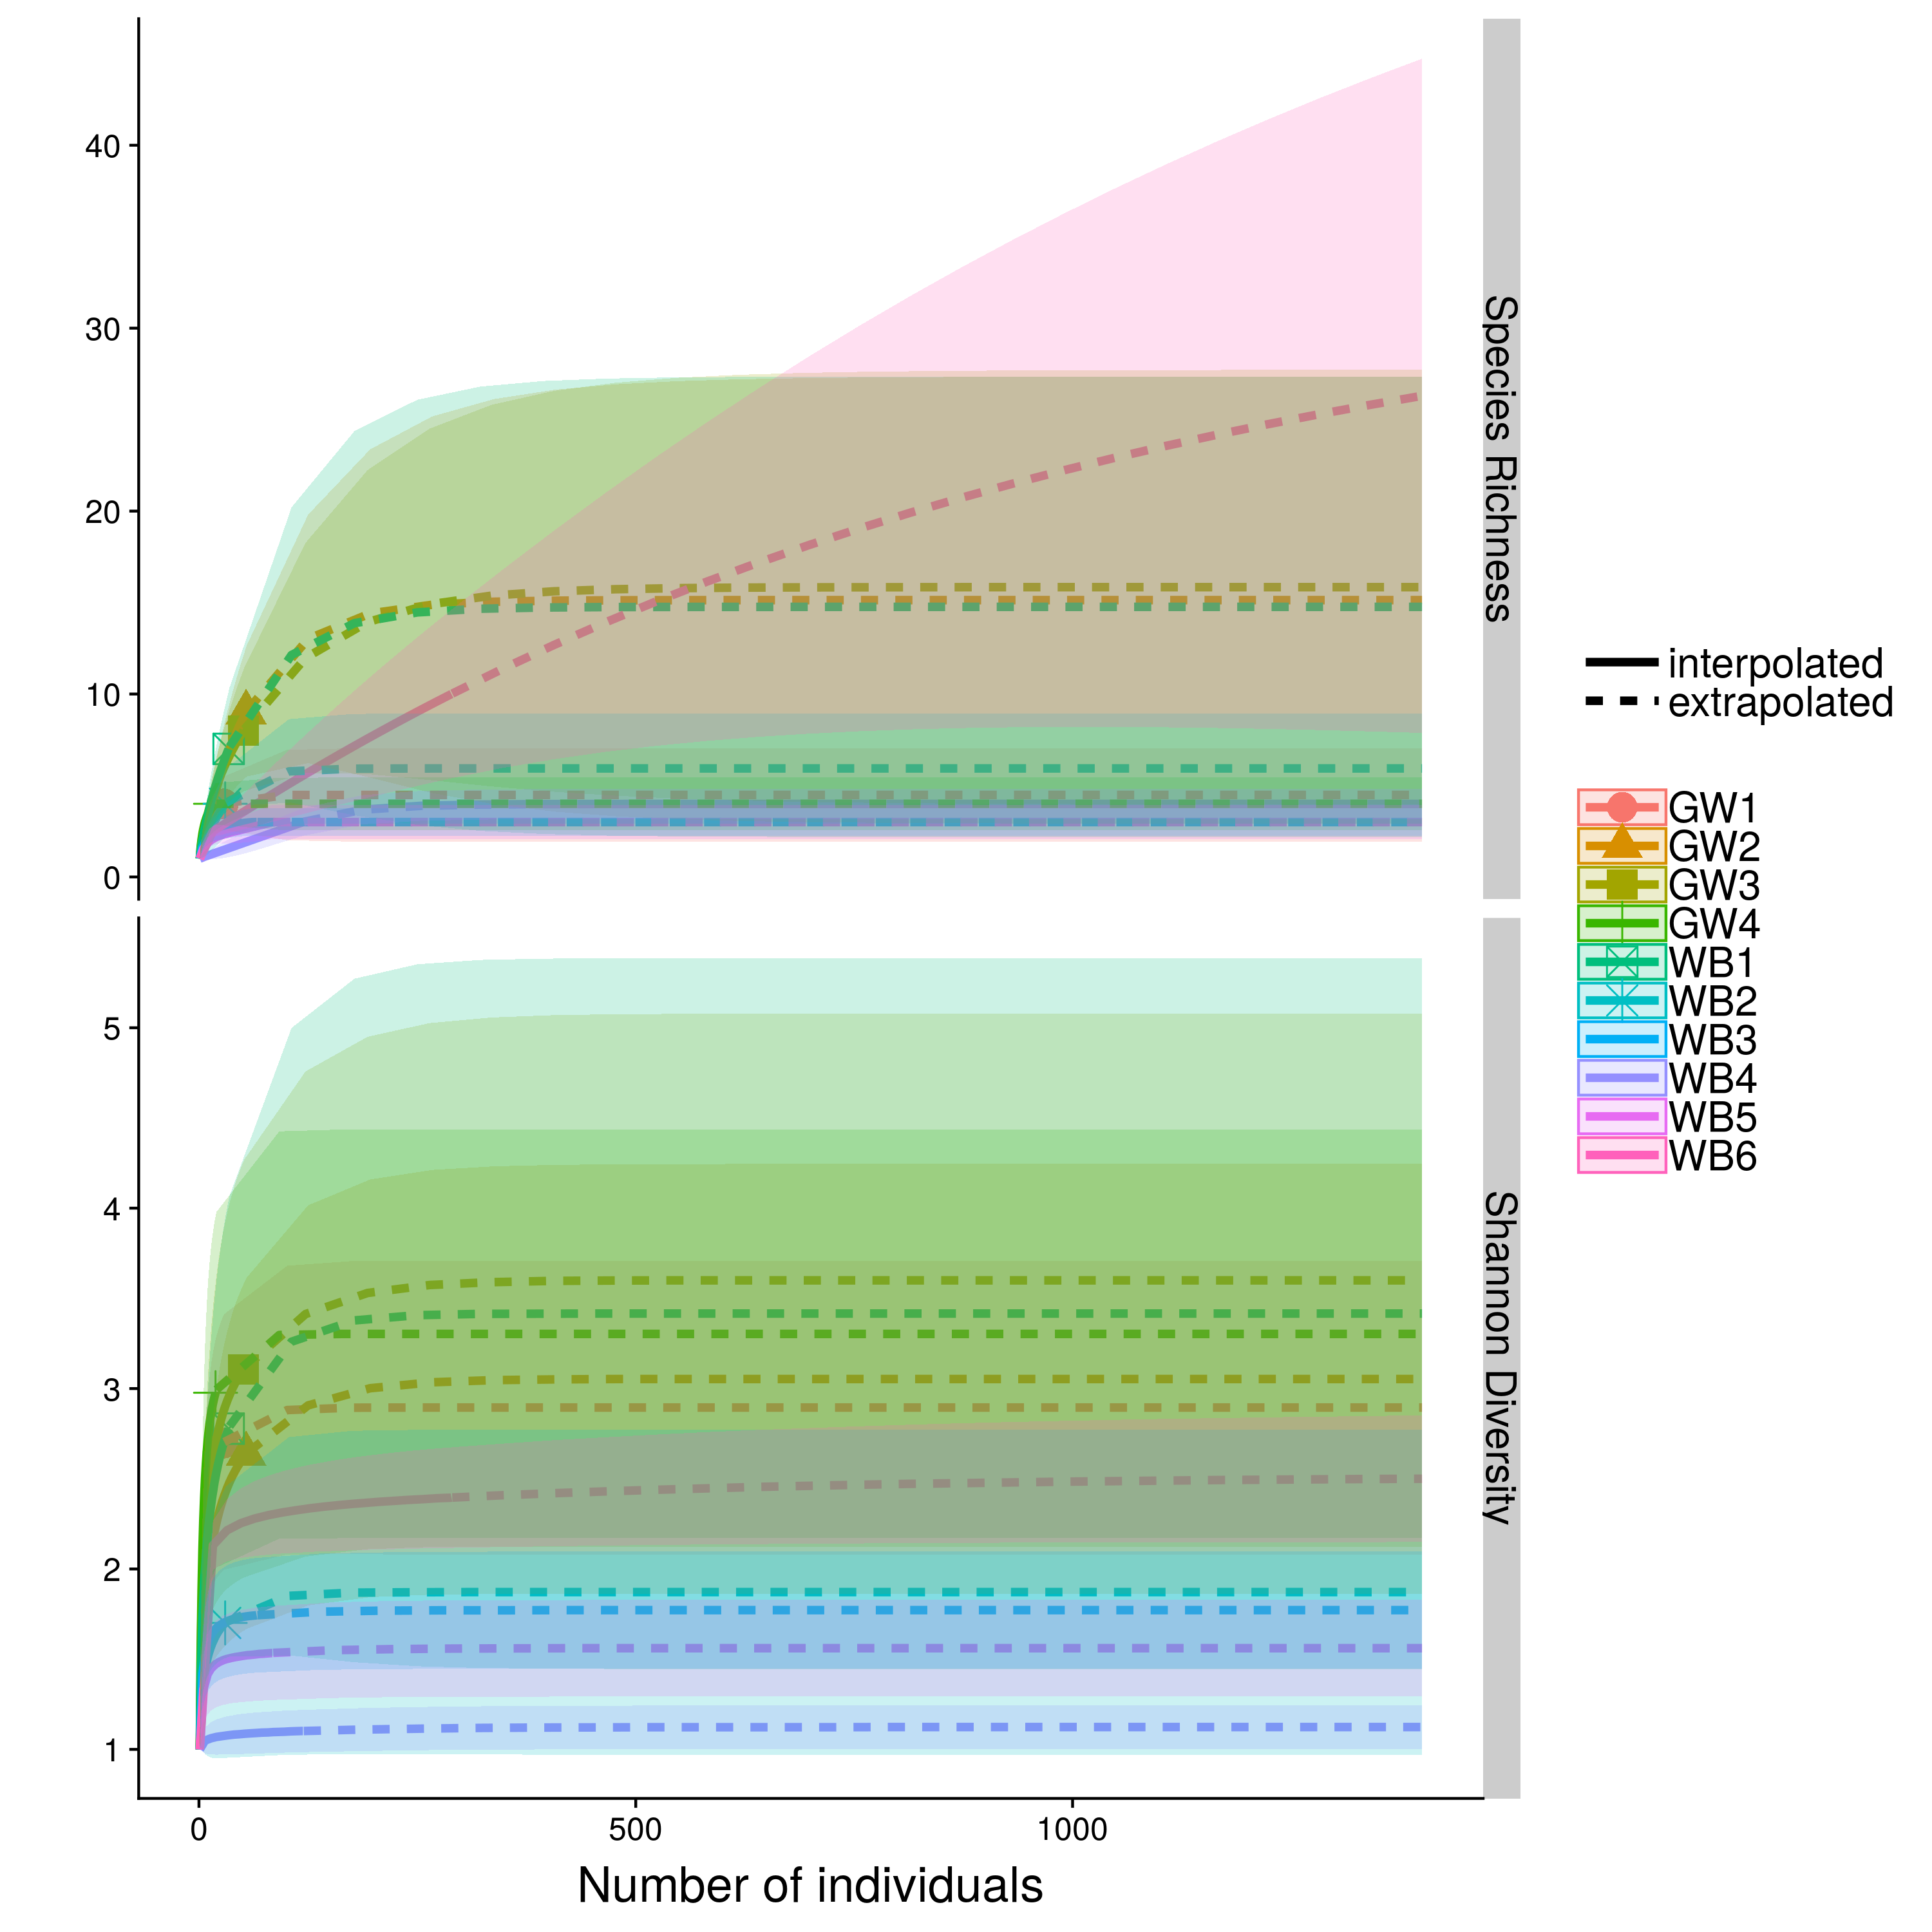 40
30
20
10
0
Species Richness
5
4
3
2
1
Shannon Diversity
0
500
1000
Number of individuals
interpolated
extrapolated
GW1
GW2
GW3
GW4
WB1
WB2
WB3
WB4
WB5
WB6